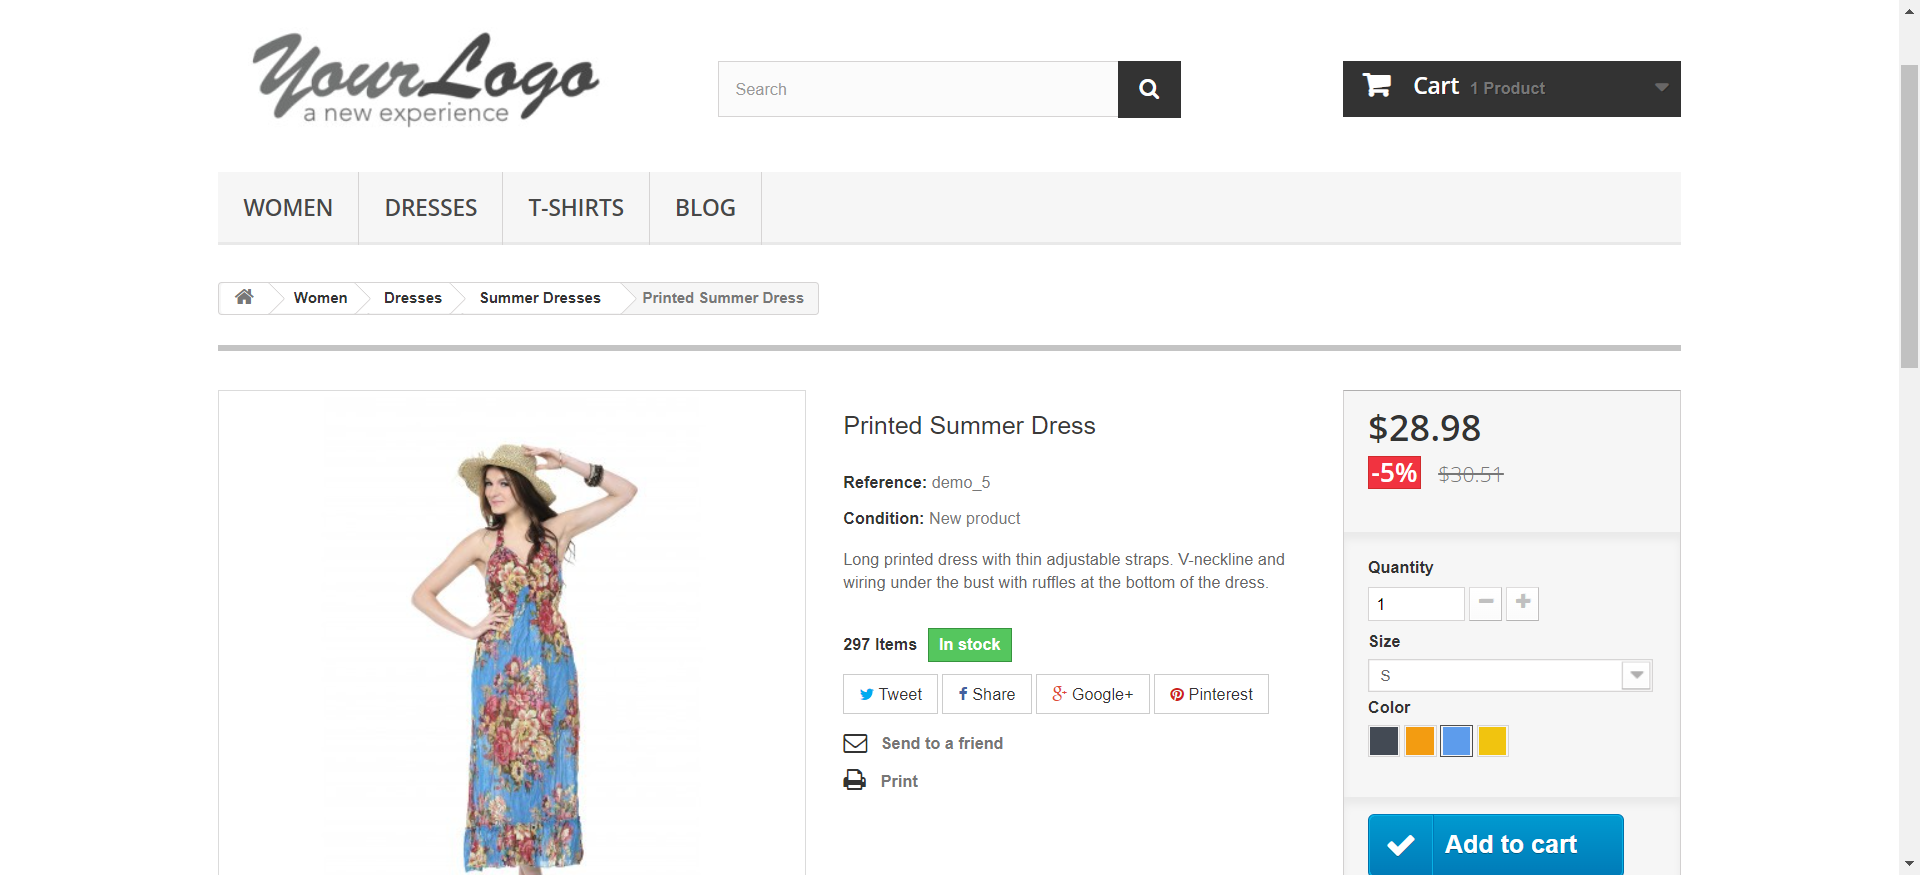 YourLogo
a new experience
Search
Cart 1 Product
WOMEN DRESSES T-SHIRTS BLOG
Women Dresses Summer Dresses Printed Summer Dress
Printed Summer Dress
Reference: demo_5
Condition: New product
Long printed dress with thin adjustable straps. V-neckline and
wiring under the bust with ruffles at the bottom of the dress.
297 Items In stock
Tweet Share Google+ Pinterest
Send to a friend
Print
$28.98
-5% $30.51
Quantity
1
Size
S
Color
Add to cart